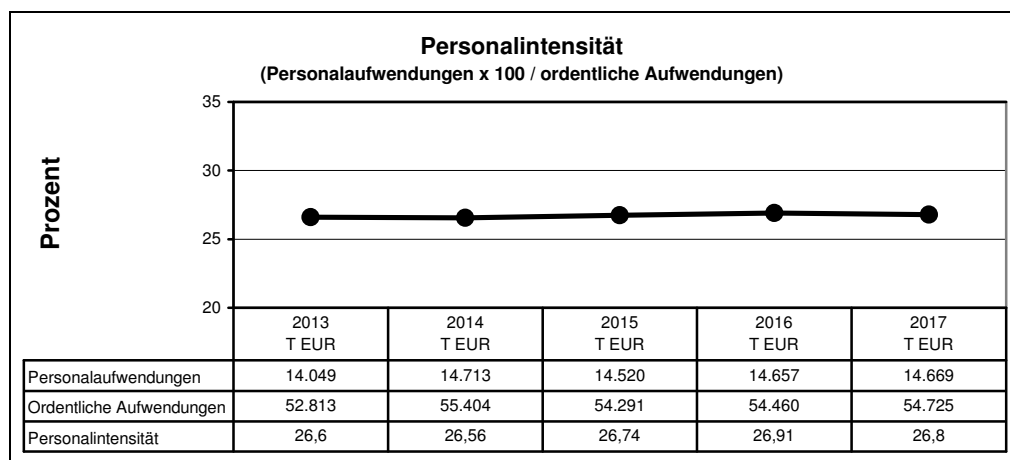 Personalintensität
(Personalaufwendungen x 100 / ordentliche Aufwendungen)
Prozent
35
30
25
20
2013 2014 2015 2016 2017
T EUR T EUR T EUR T EUR T EUR
Personalaufwendungen 14.049 14.713 14.520 14.657 14.669
Ordentliche Aufwendungen 52.813 55.404 54.291 54.460 54.725
Personalintensität 26,6 26,56 26,74 26,91 26,8